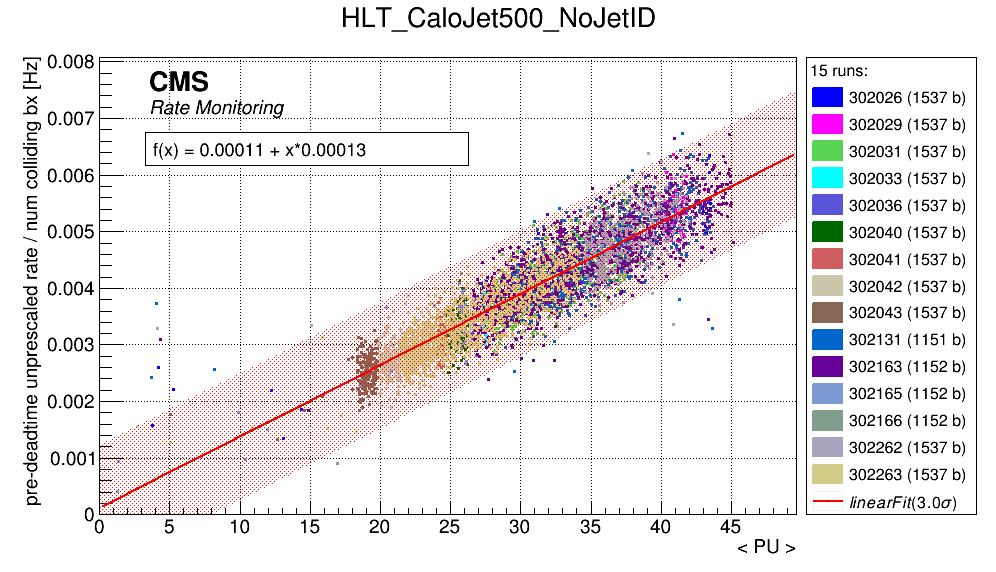 HLT_CaloJet500_NoJetID
pre-deadtime unprescaled rate / num colliding bx [Hz]
0.008
0.007
0.006
0.005
0.004
0.003
0.002
0.001
0
CMS
Rate Monitoring
f(x) = 0.00011 + x*0.00013
0 5 10 15 20 25 30 35 40 45
< PU >
15 runs:
302026 (1537 b)
302029 (1537 b)
302031 (1537 b)
302033 (1537 b)
302036 (1537 b)
302040 (1537 b)
302041 (1537 b)
302042 (1537 b)
302043 (1537 b)
302131 (1151 b)
302163 (1152 b)
302165 (1152 b)
302166 (1152 b)
302262 (1537 b)
302263 (1537 b)
linearFit(3.0σ)